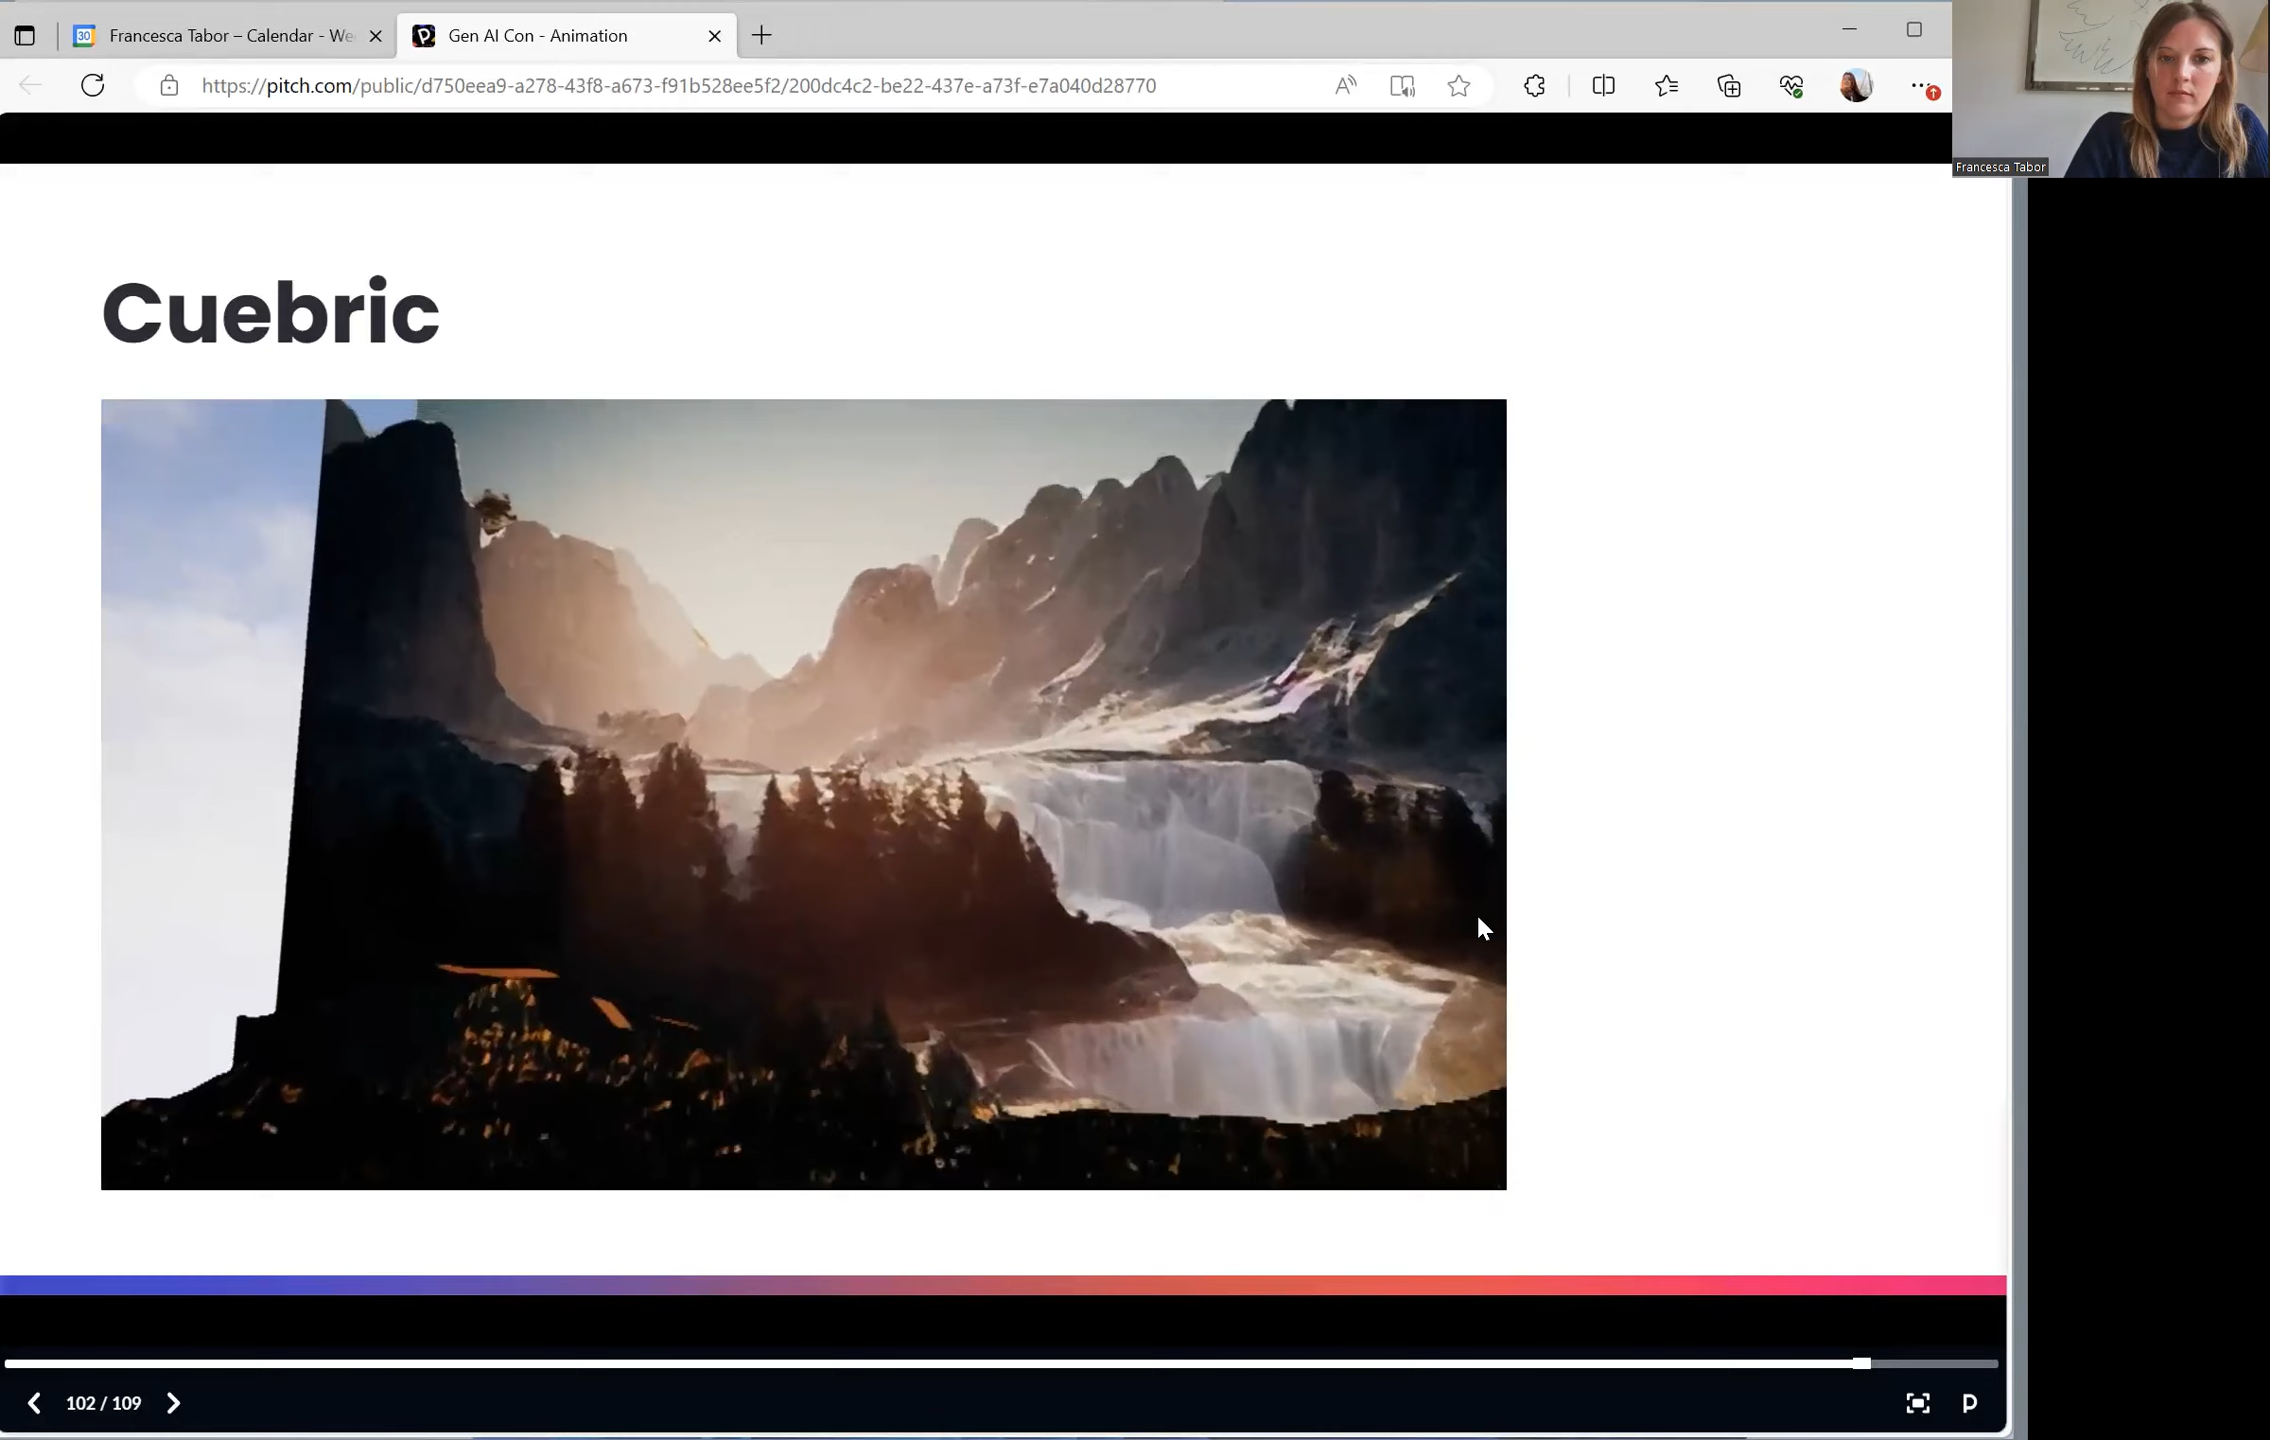 30 Francesca Tabor – Calendar - We
Gen AI Con - Animation
https://pitch.com/public/d750eea9-a278-43f8-a673-f91b528ee5f2/200dc4c2-be22-437e-a73f-e7a040d28770
Francesca Tabor
Cuebric
102 / 109